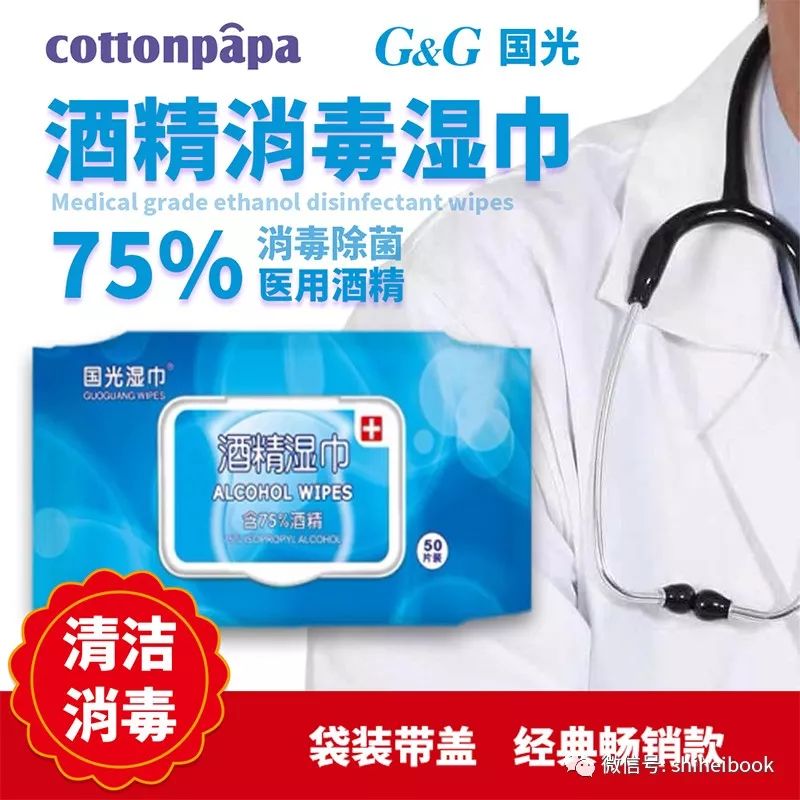 cottonpâpa
G&G 国光
酒精消毒湿巾
Medical grade ethanol disinfectant wipes
75%
消毒除菌
医用酒精
国光湿巾®
GUOGUANG WIPES
酒精湿巾
ALCOHOL WIPES
含75%酒精
75% ISOPROPYL ALCOHOL
50
片装
清洁
消毒
袋装带盖 经典畅销款
微信号: shiheibook